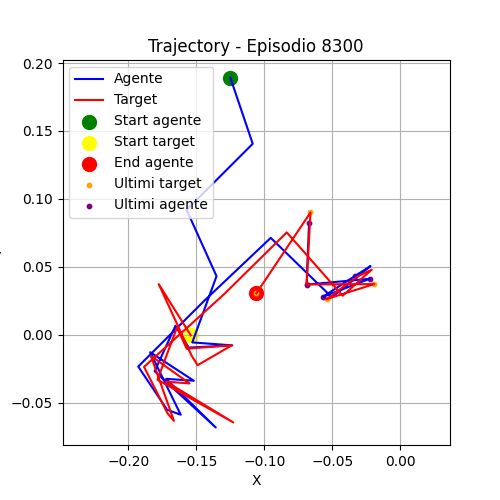 Trajectory - Episodio 8300
0.20
0.15
0.10
0.05
0.00
−0.05
Agente
Target
Start agente
Start target
End agente
Ultimi target
Ultimi agente
−0.20
−0.15
−0.10
−0.05
0.00
X